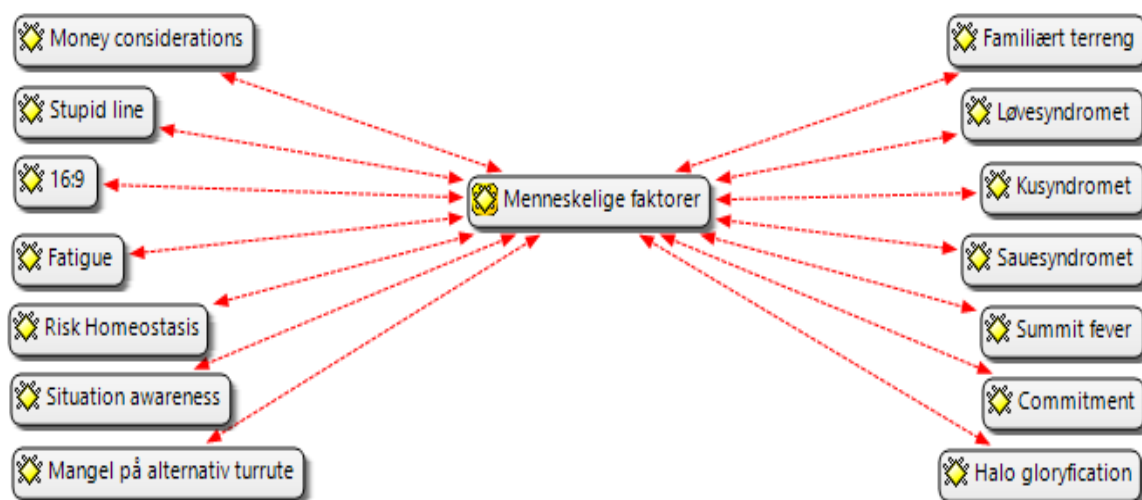 Money considerations
Stupid line
16:9
Fatigue
Risk Homeostasis
Situation awareness
Mangel på alternativ turrute
Menneskelige faktorer
Familiært terreng
Løvesyndromet
Kusyndromet
Sauesyndromet
Summit fever
Commitment
Halo gloryfication